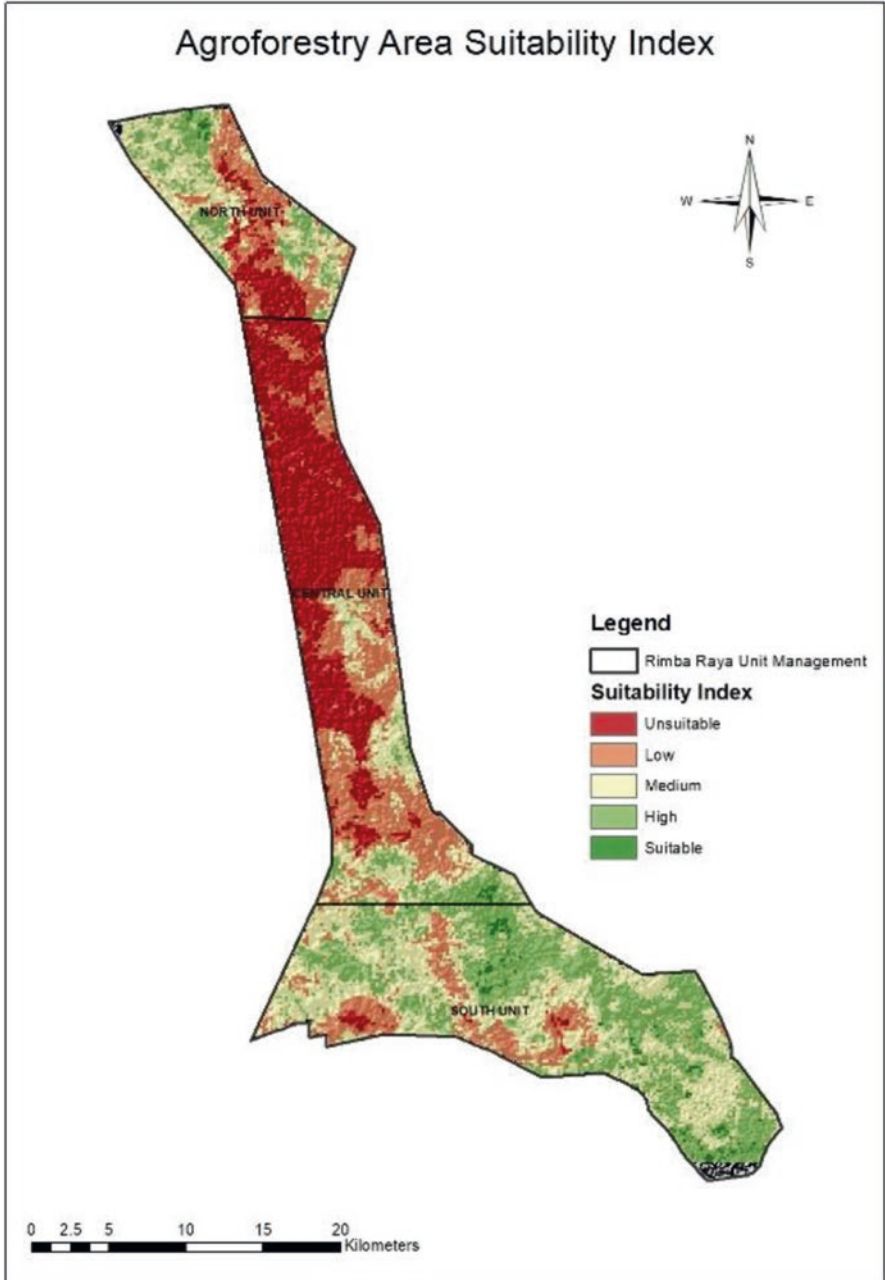 Agroforestry Area Suitability Index
N
W
E
S
NORTH UNIT
CENTRAL UNIT
Legend
Rimba Raya Unit Management
Suitability Index
Unsuitable
Low
Medium
High
Suitable
SOUTH UNIT
0 2.5 5 10 15 20
Kilometers